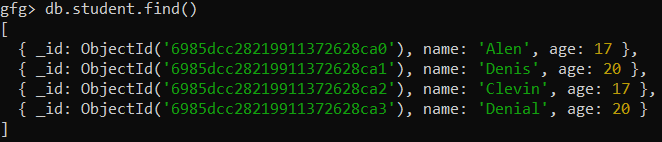 gfg> db.student.find()
[
  { _id: ObjectId('6985dcc28219911372628ca0'), name: 'Alen', age: 17 },
  { _id: ObjectId('6985dcc28219911372628ca1'), name: 'Denis', age: 20 },
  { _id: ObjectId('6985dcc28219911372628ca2'), name: 'Clevin', age: 17 },
  { _id: ObjectId('6985dcc28219911372628ca3'), name: 'Denial', age: 20 }
]